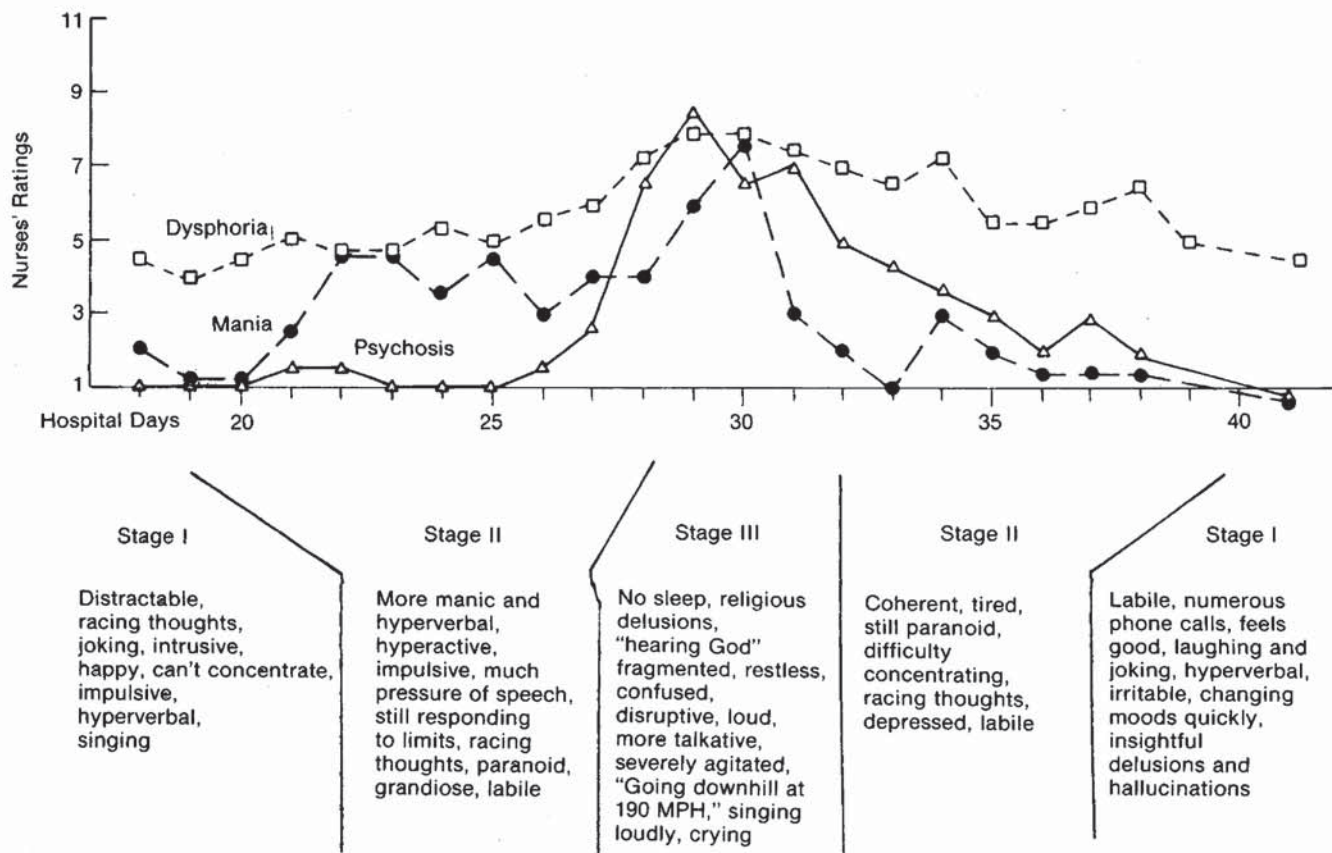 11
9
7
5
3
1
Nurses' Ratings
Dysphoria
Mania
Psychosis
Hospital Days 20 25 30 35 40
Stage I
Distractable,
racing thoughts,
joking, intrusive,
happy, can't concentrate,
impulsive,
hyperverbal,
singing
Stage II
More manic and
hyperverbal,
hyperactive,
impulsive, much
pressure of speech,
still responding
to limits, racing
thoughts, paranoid,
grandiose, labile
Stage III
No sleep, religious
delusions,
"hearing God"
fragmented, restless,
confused,
disruptive, loud,
more talkative,
severely agitated,
"Going downhill at
190 MPH," singing
loudly, crying
Stage II
Coherent, tired,
still paranoid,
difficulty
concentrating,
racing thoughts,
depressed, labile
Stage I
Labile, numerous
phone calls, feels
good, laughing and
joking, hyperverbal,
irritable, changing
moods quickly,
insightful
delusions and
hallucinations